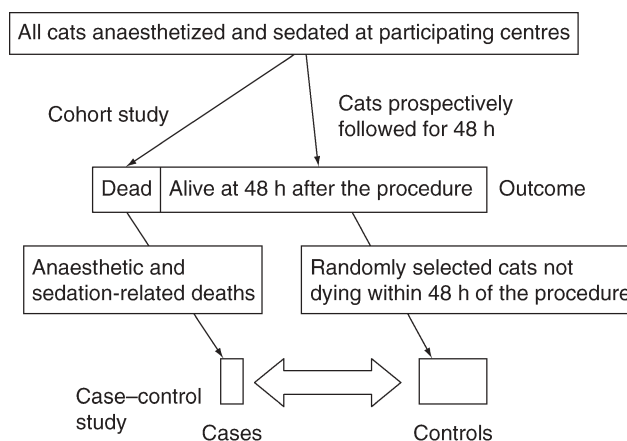 All cats anaesthetized and sedated at participating centres
Cohort study
Cats prospectively
followed for 48 h
Dead
Alive at 48 h after the procedure
Outcome
Anaesthetic and
sedation-related deaths
Randomly selected cats not
dying within 48 h of the procedure
Case–control
study
Cases
Controls